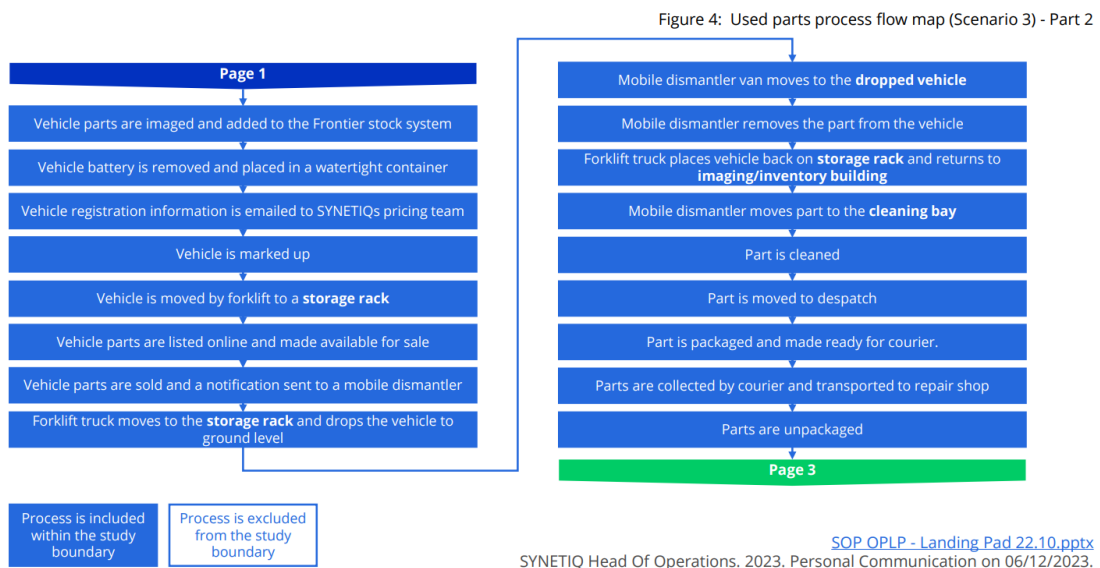 Figure 4: Used parts process flow map (Scenario 3) - Part 2
Page 1
Vehicle parts are imaged and added to the Frontier stock system
Vehicle battery is removed and placed in a watertight container
Vehicle registration information is emailed to SYNETIQs pricing team
Vehicle is marked up
Vehicle is moved by forklift to a storage rack
Vehicle parts are listed online and made available for sale
Vehicle parts are sold and a notification sent to a mobile dismantler
Forklift truck moves to the storage rack and drops the vehicle to
ground level
Mobile dismantler van moves to the dropped vehicle
Mobile dismantler removes the part from the vehicle
Forklift truck places vehicle back on storage rack and returns to
imaging/inventory building
Mobile dismantler moves part to the cleaning bay
Part is cleaned
Part is moved to despatch
Part is packaged and made ready for courier.
Parts are collected by courier and transported to repair shop
Parts are unpackaged
Page 3
Process is included
within the study
boundary
Process is excluded
from the study
boundary
SOP OPLP - Landing Pad 22.10.pptx
SYNETIQ Head Of Operations. 2023. Personal Communication on 06/12/2023.